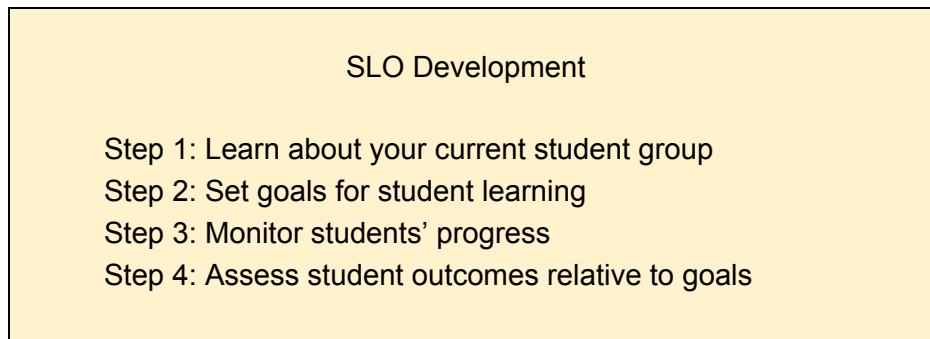 SLO Development
Step 1: Learn about your current student group
Step 2: Set goals for student learning
Step 3: Monitor students’ progress
Step 4: Assess student outcomes relative to goals